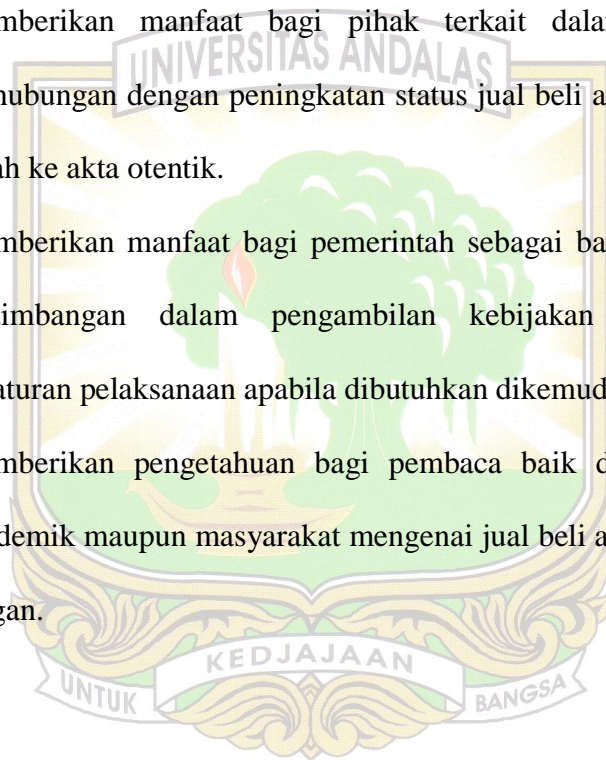 mberikan manfaat bagi pihak terkait dalam
UNIVERSITAS ANDALAS
hubungan dengan peningkatan status jual beli a
ah ke akta otentik.
mberikan manfaat bagi pemerintah sebagai ba
timbangan dalam pengambilan kebijakan
aturan pelaksanaan apabila dibutuhkan dikemud
mberikan pengetahuan bagi pembaca baik d
demik maupun masyarakat mengenai jual beli a
gan.
UNTUK KEDJAJAAN BANGSA